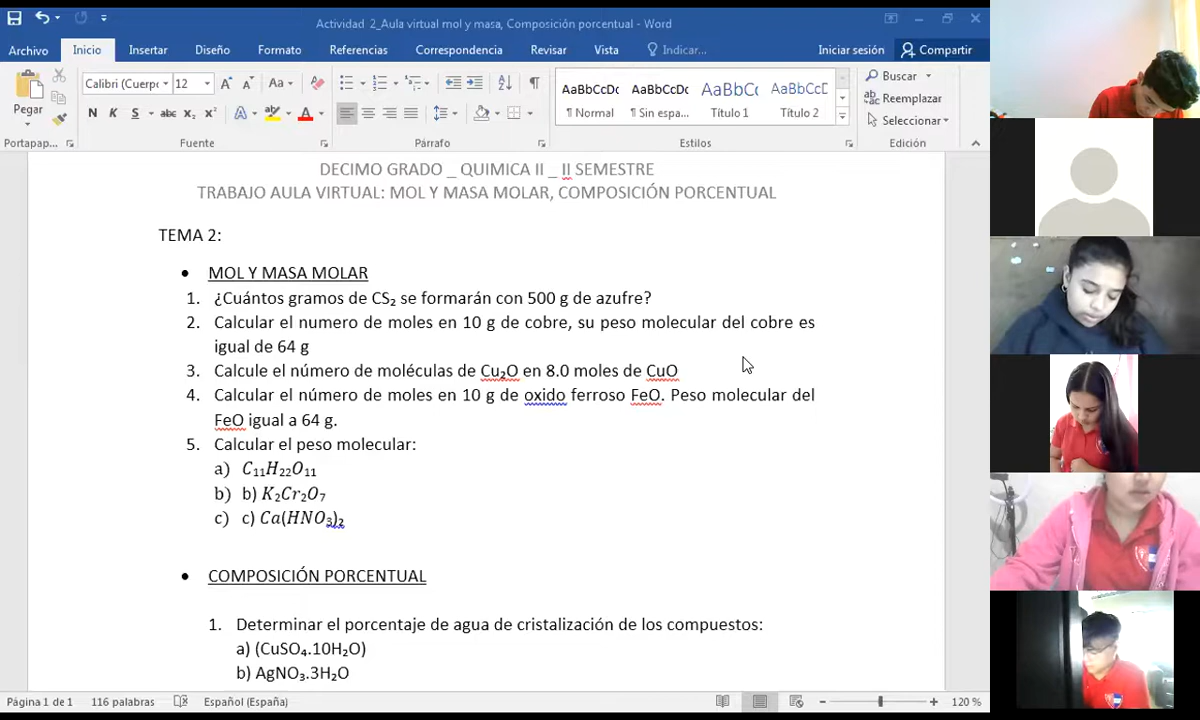 Actividad 2_Aula virtual mol y masa, Composición porcentual - Word
Archivo Inicio Insertar Diseño Formato Referencias Correspondencia Revisar Vista Indicar... Iniciar sesión Compartir
Pegar
Calibri (Cuerpc 12 A A Aa
N K S abc x₂ x² A A
AaBbCcDc AaBbCcDc AaBbCc AaBbCcD
¶ Normal ¶ Sin espa... Título 1 Título 2
Buscar
Reemplazar
Seleccionar
Portapap... Fuente Párrafo Estilos Edición
DECIMO GRADO _ QUIMICA II _ II SEMESTRE
TRABAJO AULA VIRTUAL: MOL Y MASA MOLAR, COMPOSICIÓN PORCENTUAL
TEMA 2:
• MOL Y MASA MOLAR
1. ¿Cuántos gramos de CS₂ se formarán con 500 g de azufre?
2. Calcular el numero de moles en 10 g de cobre, su peso molecular del cobre es
igual de 64 g
3. Calcule el número de moléculas de Cu₂O en 8.0 moles de CuO
4. Calcular el número de moles en 10 g de oxido ferroso FeO. Peso molecular del
FeO igual a 64 g.
5. Calcular el peso molecular:
a) C₁₁H₂₂O₁₁
b) b) K₂Cr₂O₇
c) c) Ca(HNO₃)₂
• COMPOSICIÓN PORCENTUAL
1. Determinar el porcentaje de agua de cristalización de los compuestos:
a) (CuSO₄.10H₂O)
b) AgNO₃.3H₂O
Página 1 de 1 116 palabras Español (España) 120 %